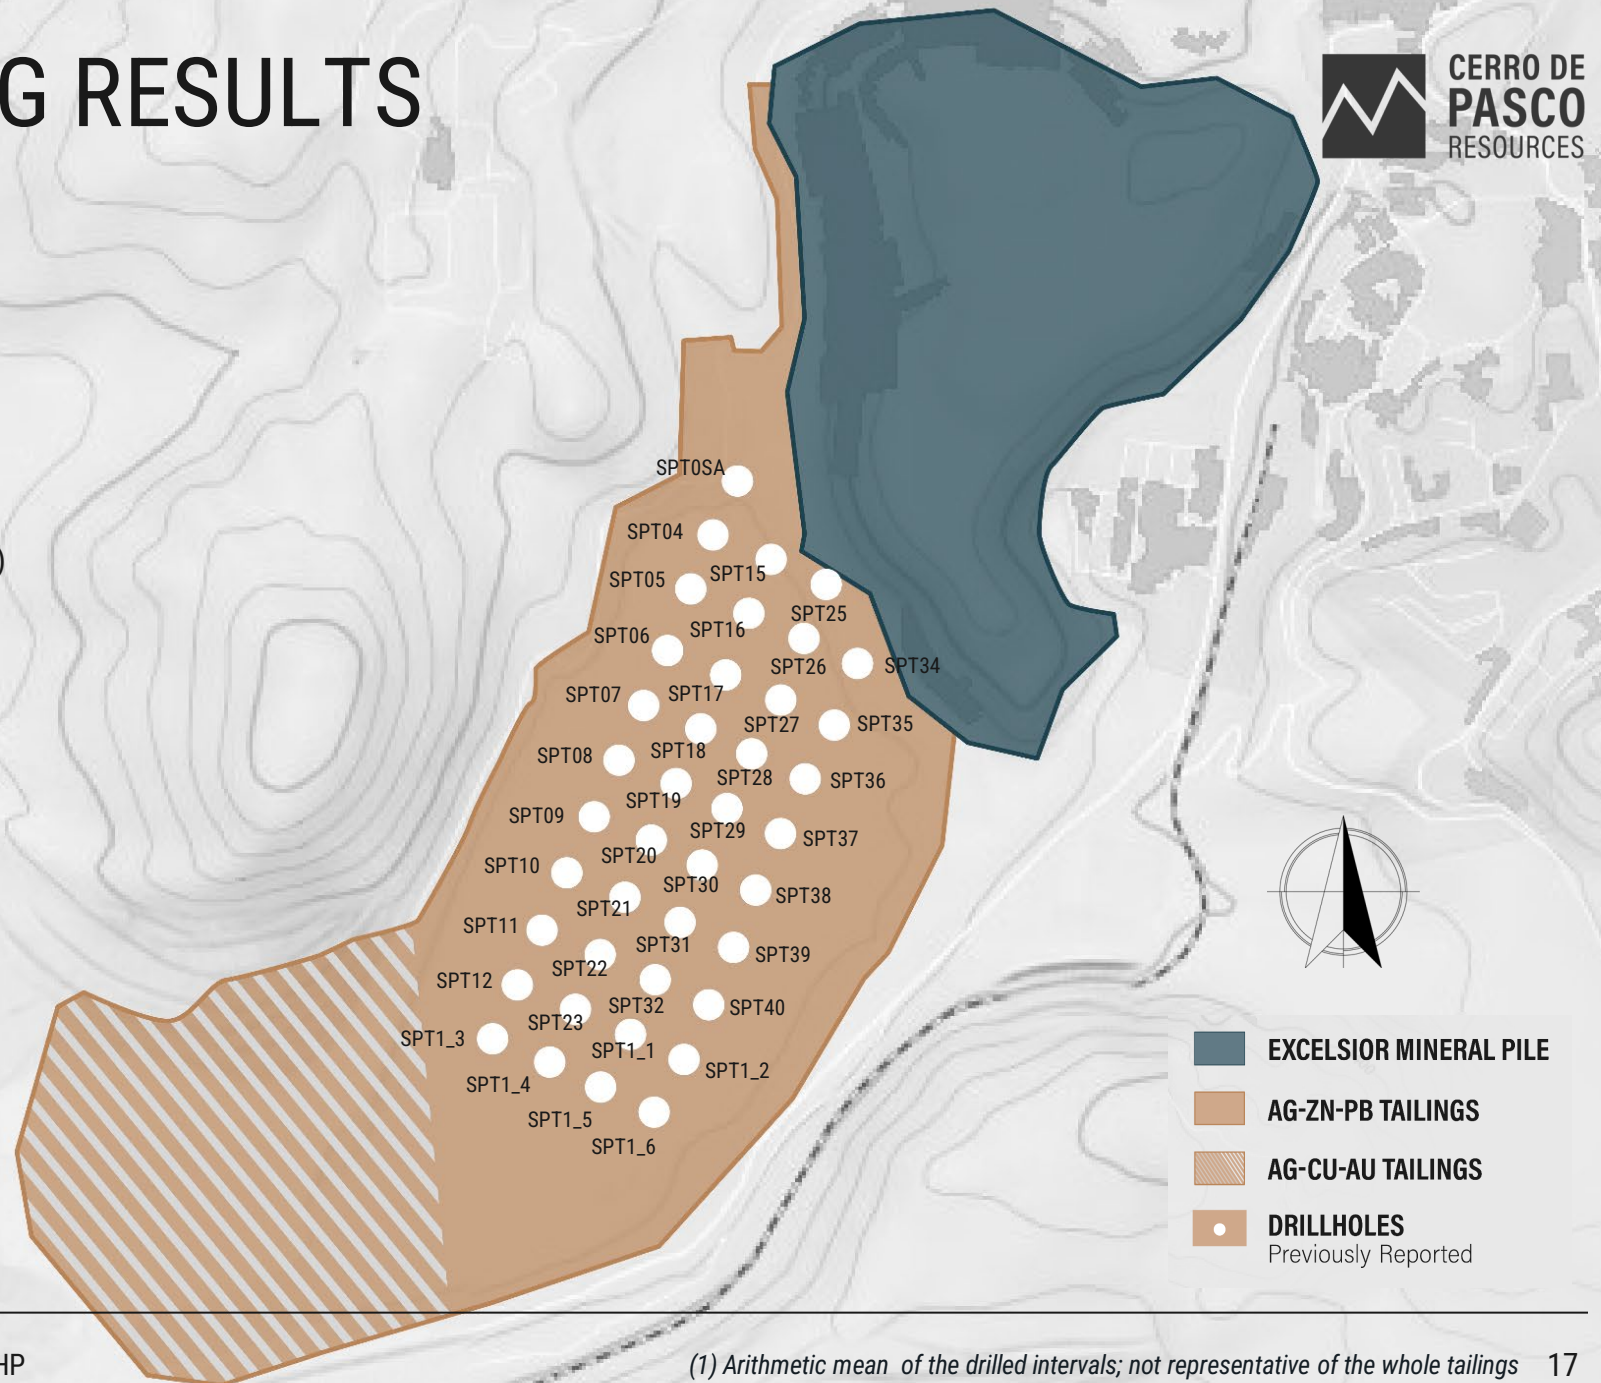 G RESULTS
CERRO DE
PASCO
RESOURCES
)
SPT0SA
SPT04
SPT05
SPT15
SPT25
SPT06
SPT16
SPT26
SPT34
SPT07
SPT17
SPT27
SPT35
SPT08
SPT18
SPT28
SPT36
SPT09
SPT19
SPT29
SPT37
SPT10
SPT20
SPT30
SPT38
SPT11
SPT21
SPT31
SPT39
SPT12
SPT22
SPT32
SPT40
SPT1_3
SPT23
SPT1_1
SPT1_2
SPT1_4
SPT1_5
SPT1_6
EXCELSIOR MINERAL PILE
AG-ZN-PB TAILINGS
AG-CU-AU TAILINGS
DRILLHOLES
Previously Reported
HP
(1) Arithmetic mean of the drilled intervals; not representative of the whole tailings 17